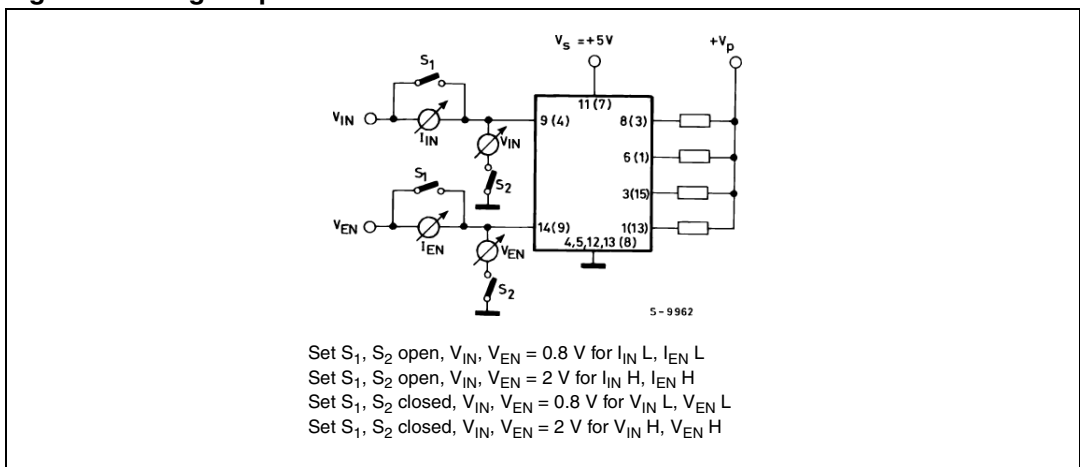 V_S = +5V
+V_p
S_1
11(7)
V_IN
I_IN
9(4)
8(3)
V_IN
6(1)
S_1
S_2
3(15)
V_EN
I_EN
14(9)
1(13)
V_EN
4,5,12,13 (8)
S_2
S-9962
Set S_1, S_2 open, V_IN, V_EN = 0.8 V for I_IN L, I_EN L
Set S_1, S_2 open, V_IN, V_EN = 2 V for I_IN H, I_EN H
Set S_1, S_2 closed, V_IN, V_EN = 0.8 V for V_IN L, V_EN L
Set S_1, S_2 closed, V_IN, V_EN = 2 V for V_IN H, V_EN H